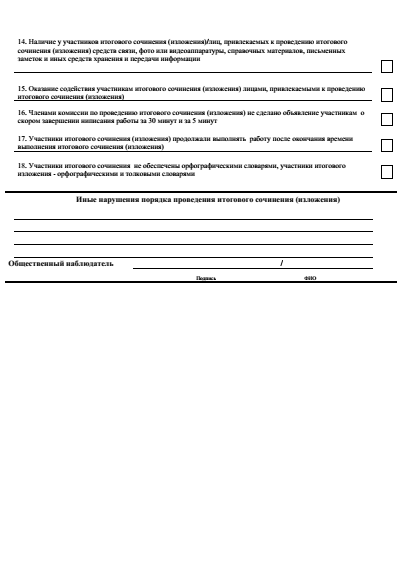 14. Наличие у участников итогового сочинения (изложения)/лиц, привлекаемых к проведению итогового
сочинения (изложения) средств связи, фото или видеоаппаратуры, справочных материалов, письменных
заметок и иных средств хранения и передачи информации
15. Оказание содействия участникам итогового сочинения (изложения) лицами, привлекаемыми к проведению
итогового сочинения (изложения)
16. Членами комиссии по проведению итогового сочинения (изложения) не сделано объявление участникам о
скором завершении ниписания работы за 30 минут и за 5 минут
17. Участники итогового сочинения (изложения) продолжали выполнять работу после окончания времени
выполнения итогового сочинения (изложения)
18. Участники итогового сочинения не обеспечены орфографическими словарями, участники итогового
изложения - орфографическими и толковыми словарями
Иные нарушения порядка проведения итогового сочинения (изложения)
Общественный наблюдатель /
Подпись ФИО